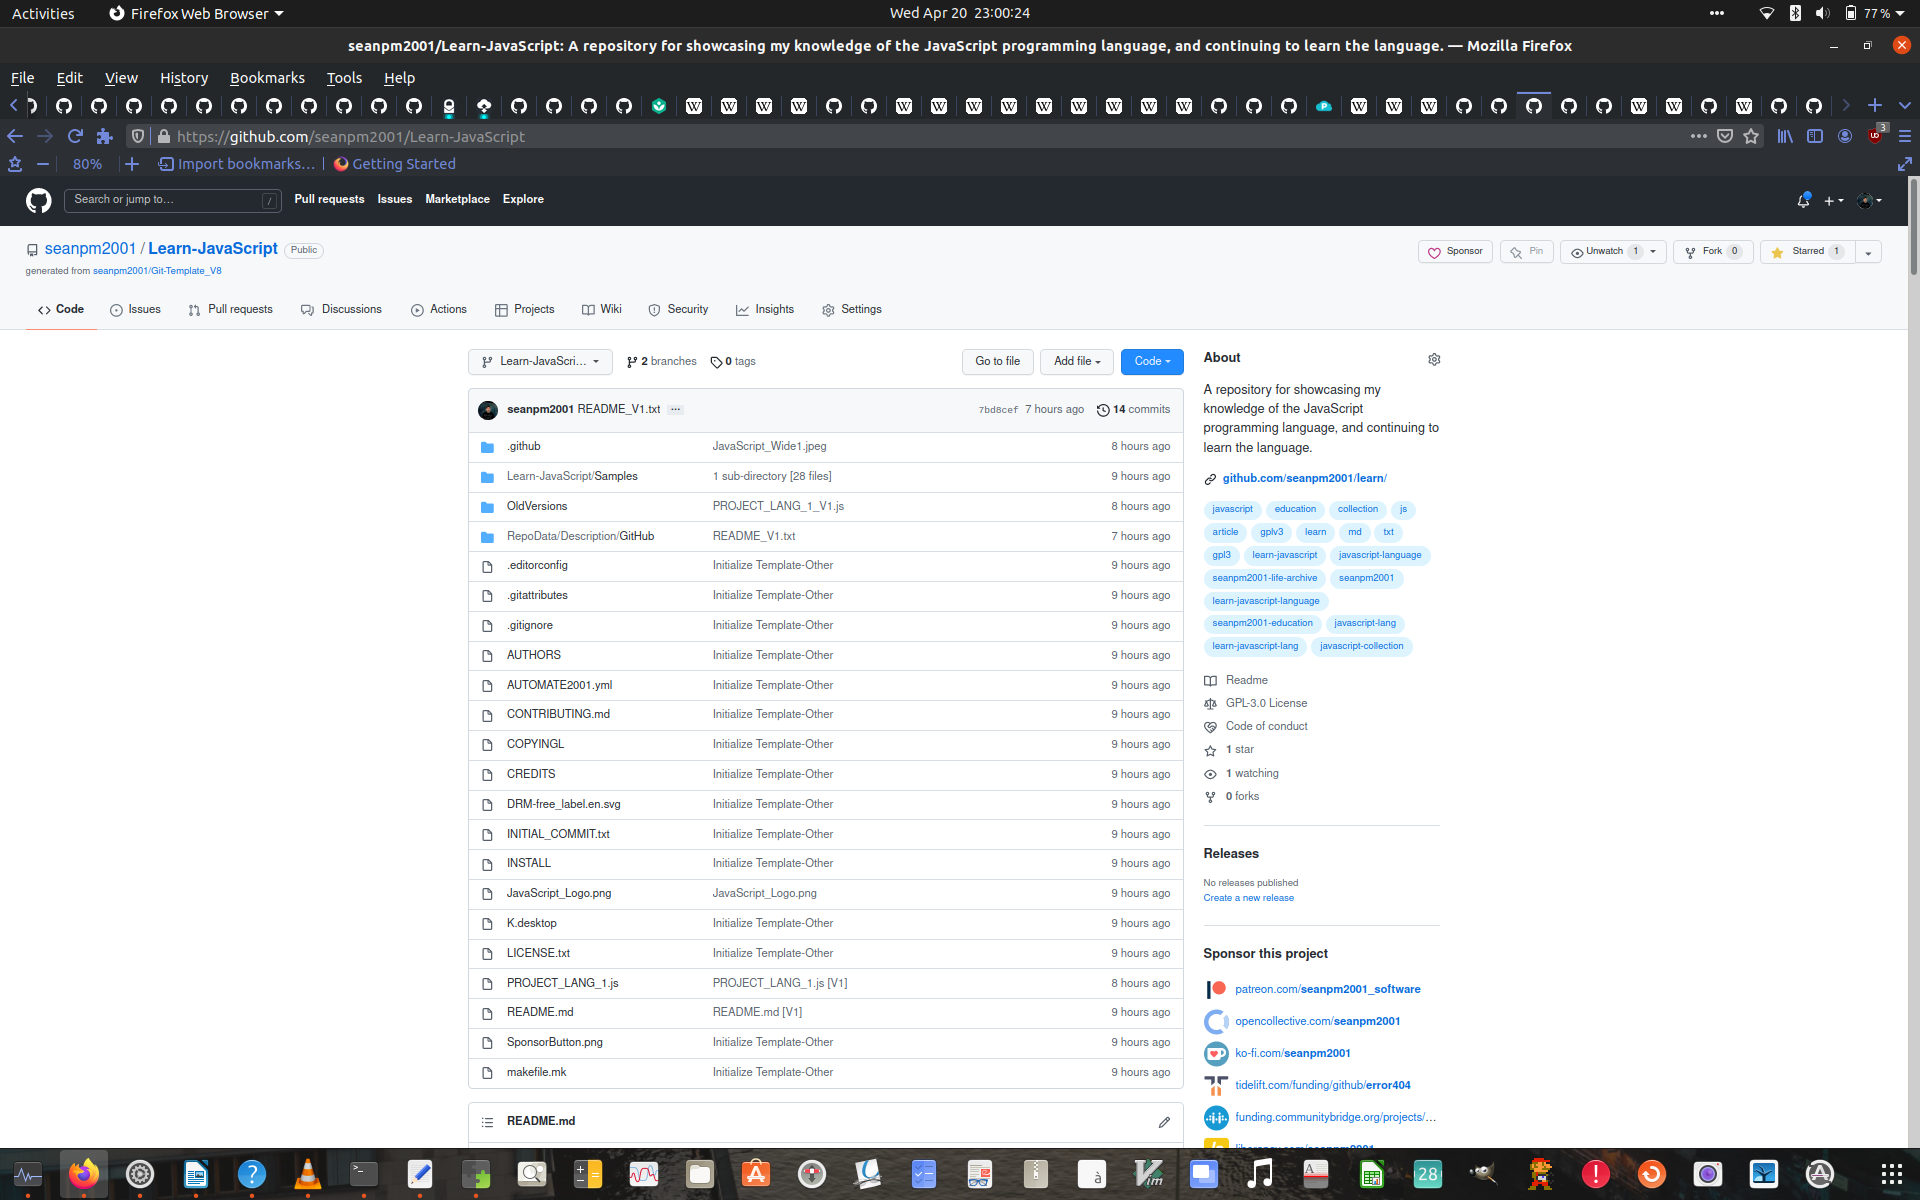 Activities
Firefox Web Browser
Wed Apr 20 23:00:24
77 %
seanpm2001/Learn-JavaScript: A repository for showcasing my knowledge of the JavaScript programming language, and continuing to learn the language. — Mozilla Firefox
File Edit View History Bookmarks Tools Help
https://github.com/seanpm2001/Learn-JavaScript
3
80%
Import bookmarks...
Getting Started
Search or jump to... /
Pull requests Issues Marketplace Explore
seanpm2001 / Learn-JavaScript Public
generated from seanpm2001/Git-Template_V8
Sponsor
Pin
Unwatch 1
Fork 0
Starred 1
Code Issues Pull requests Discussions Actions Projects Wiki Security Insights Settings
Learn-JavaScri...
2 branches
0 tags
Go to file
Add file
Code
seanpm2001 README_V1.txt ...
7bd8cef 7 hours ago
14 commits
.github JavaScript_Wide1.jpeg 8 hours ago
Learn-JavaScript/Samples 1 sub-directory [28 files] 9 hours ago
OldVersions PROJECT_LANG_1_V1.js 8 hours ago
RepoData/Description/GitHub README_V1.txt 7 hours ago
.editorconfig Initialize Template-Other 9 hours ago
.gitattributes Initialize Template-Other 9 hours ago
.gitignore Initialize Template-Other 9 hours ago
AUTHORS Initialize Template-Other 9 hours ago
AUTOMATE2001.yml Initialize Template-Other 9 hours ago
CONTRIBUTING.md Initialize Template-Other 9 hours ago
COPYINGL Initialize Template-Other 9 hours ago
CREDITS Initialize Template-Other 9 hours ago
DRM-free_label.en.svg Initialize Template-Other 9 hours ago
INITIAL_COMMIT.txt Initialize Template-Other 9 hours ago
INSTALL Initialize Template-Other 9 hours ago
JavaScript_Logo.png JavaScript_Logo.png 9 hours ago
K.desktop Initialize Template-Other 9 hours ago
LICENSE.txt Initialize Template-Other 9 hours ago
PROJECT_LANG_1.js PROJECT_LANG_1.js [V1] 8 hours ago
README.md README.md [V1] 9 hours ago
SponsorButton.png Initialize Template-Other 9 hours ago
makefile.mk Initialize Template-Other 9 hours ago
README.md
About
A repository for showcasing my
knowledge of the JavaScript
programming language, and continuing to
learn the language.
github.com/seanpm2001/learn/
javascript education collection js
article gplv3 learn md txt
gpl3 learn-javascript javascript-language
seanpm2001-life-archive seanpm2001
learn-javascript-language
seanpm2001-education javascript-lang
learn-javascript-lang javascript-collection
Readme
GPL-3.0 License
Code of conduct
1 star
1 watching
0 forks
Releases
No releases published
Create a new release
Sponsor this project
patreon.com/seanpm2001_software
opencollective.com/seanpm2001
ko-fi.com/seanpm2001
tidelift.com/funding/github/error404
funding.communitybridge.org/projects/...
28